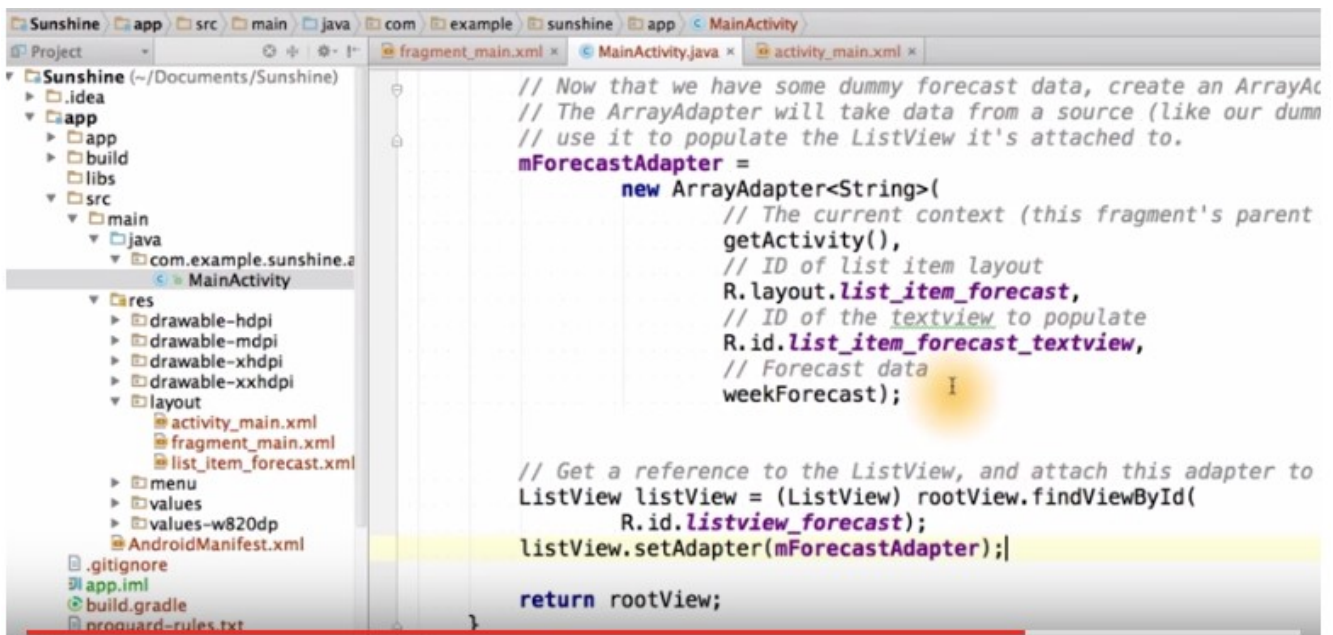 Sunshine app src main java com example sunshine app MainActivity
Project
fragment_main.xml MainActivity.java activity_main.xml
Sunshine (~/Documents/Sunshine)
.idea
app
app
build
libs
src
main
java
com.example.sunshine.a
MainActivity
res
drawable-hdpi
drawable-mdpi
drawable-xhdpi
drawable-xxhdpi
layout
activity_main.xml
fragment_main.xml
list_item_forecast.xml
menu
values
values-w820dp
AndroidManifest.xml
.gitignore
app.iml
build.gradle
proguard-rules.txt
// Now that we have some dummy forecast data, create an ArrayAd
// The ArrayAdapter will take data from a source (like our dumm
// use it to populate the ListView it's attached to.
mForecastAdapter =
new ArrayAdapter<String>(
// The current context (this fragment's parent
getActivity(),
// ID of list item layout
R.layout.list_item_forecast,
// ID of the textview to populate
R.id.list_item_forecast_textview,
// Forecast data
weekForecast);
// Get a reference to the ListView, and attach this adapter to
ListView listView = (ListView) rootView.findViewById(
R.id.listview_forecast);
listView.setAdapter(mForecastAdapter);
return rootView;
}